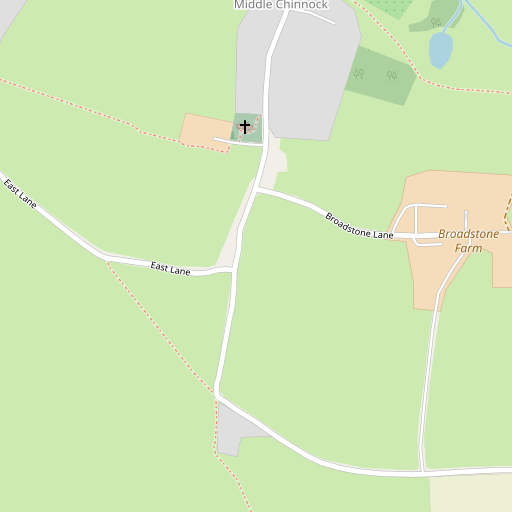 Middle Chinnock
East Lane
Broadstone Lane
Broadstone
Farm
East Lane